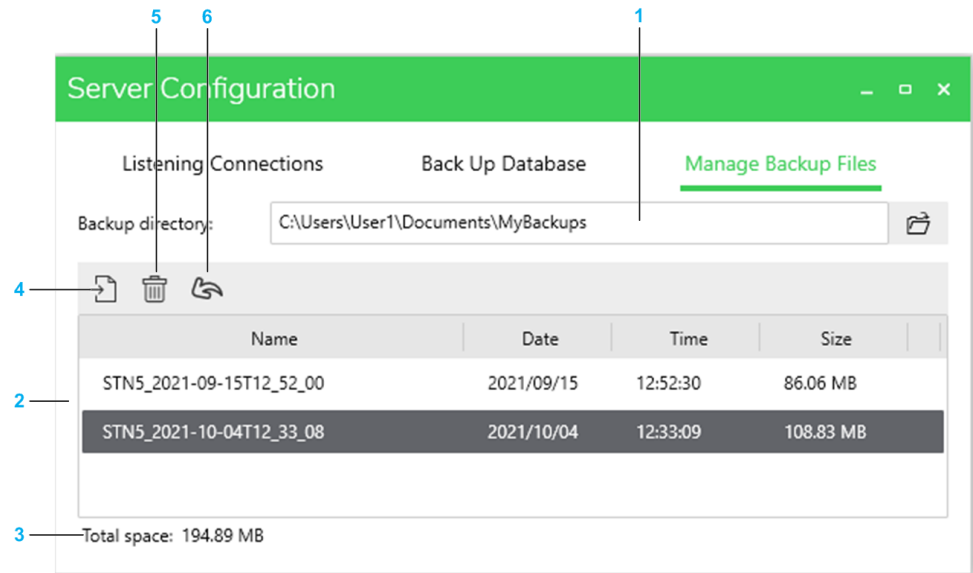 5 6 1
Server Configuration
Listening Connections Back Up Database Manage Backup Files
Backup directory: C:\Users\User1\Documents\MyBackups
4
Name Date Time Size
STN5_2021-09-15T12_52_00 2021/09/15 12:52:30 86.06 MB
2
STN5_2021-10-04T12_33_08 2021/10/04 12:33:09 108.83 MB
3 Total space: 194.89 MB